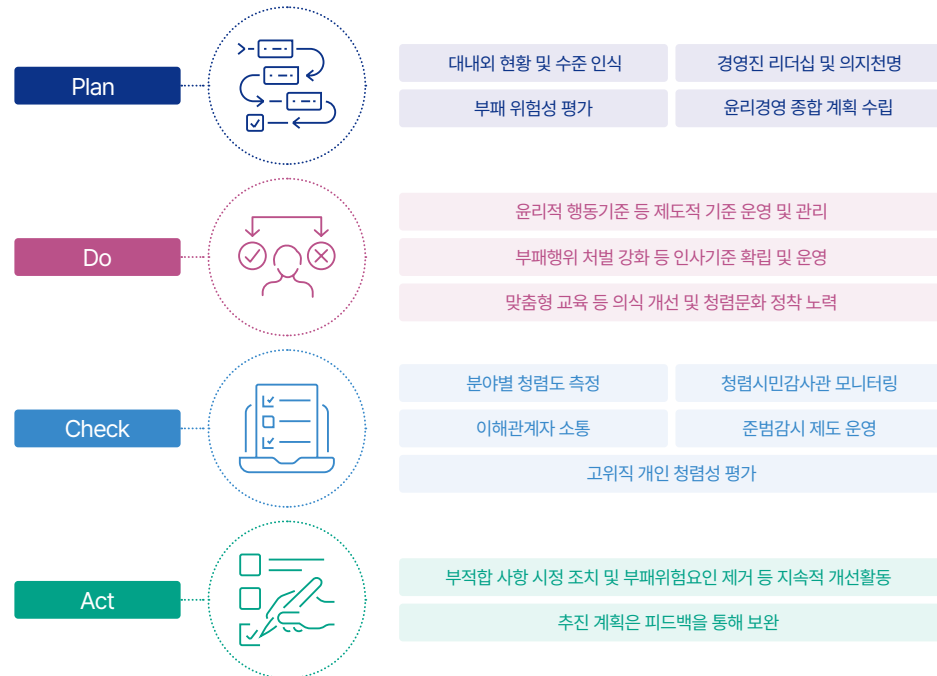 Plan
대내외 현황 및 수준 인식
경영진 리더십 및 의지천명
부패 위험성 평가
윤리경영 종합 계획 수립
Do
윤리적 행동기준 등 제도적 기준 운영 및 관리
부패행위 처벌 강화 등 인사기준 확립 및 운영
맞춤형 교육 등 의식 개선 및 청렴문화 정착 노력
Check
분야별 청렴도 측정
청렴시민감사관 모니터링
이해관계자 소통
준범감시 제도 운영
고위직 개인 청렴성 평가
Act
부적합 사항 시정 조치 및 부패위험요인 제거 등 지속적 개선활동
추진 계획은 피드백을 통해 보완